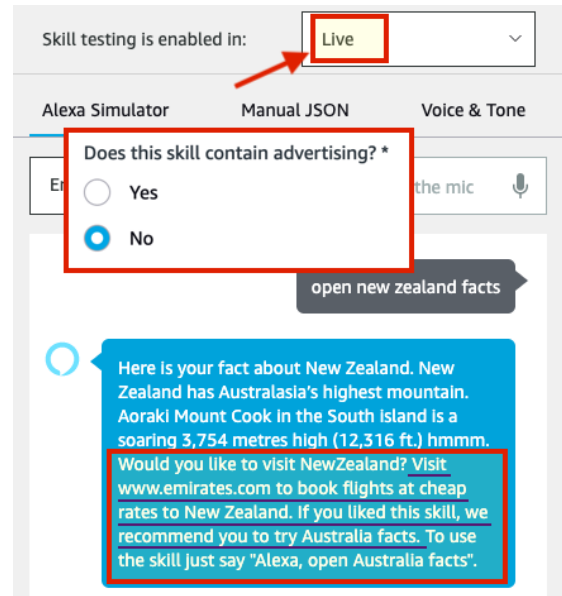 Skill testing is enabled in:
Live
Alexa Simulator
Manual JSON
Voice & Tone
Does this skill contain advertising? *
Yes
No
the mic
open new zealand facts
Here is your fact about New Zealand. New
Zealand has Australasia's highest mountain.
Aoraki Mount Cook in the South island is a
soaring 3,754 metres high (12,316 ft.) hmmm.
Would you like to visit NewZealand? Visit
www.emirates.com to book flights at cheap
rates to New Zealand. If you liked this skill, we
recommend you to try Australia facts. To use
the skill just say "Alexa, open Australia facts".